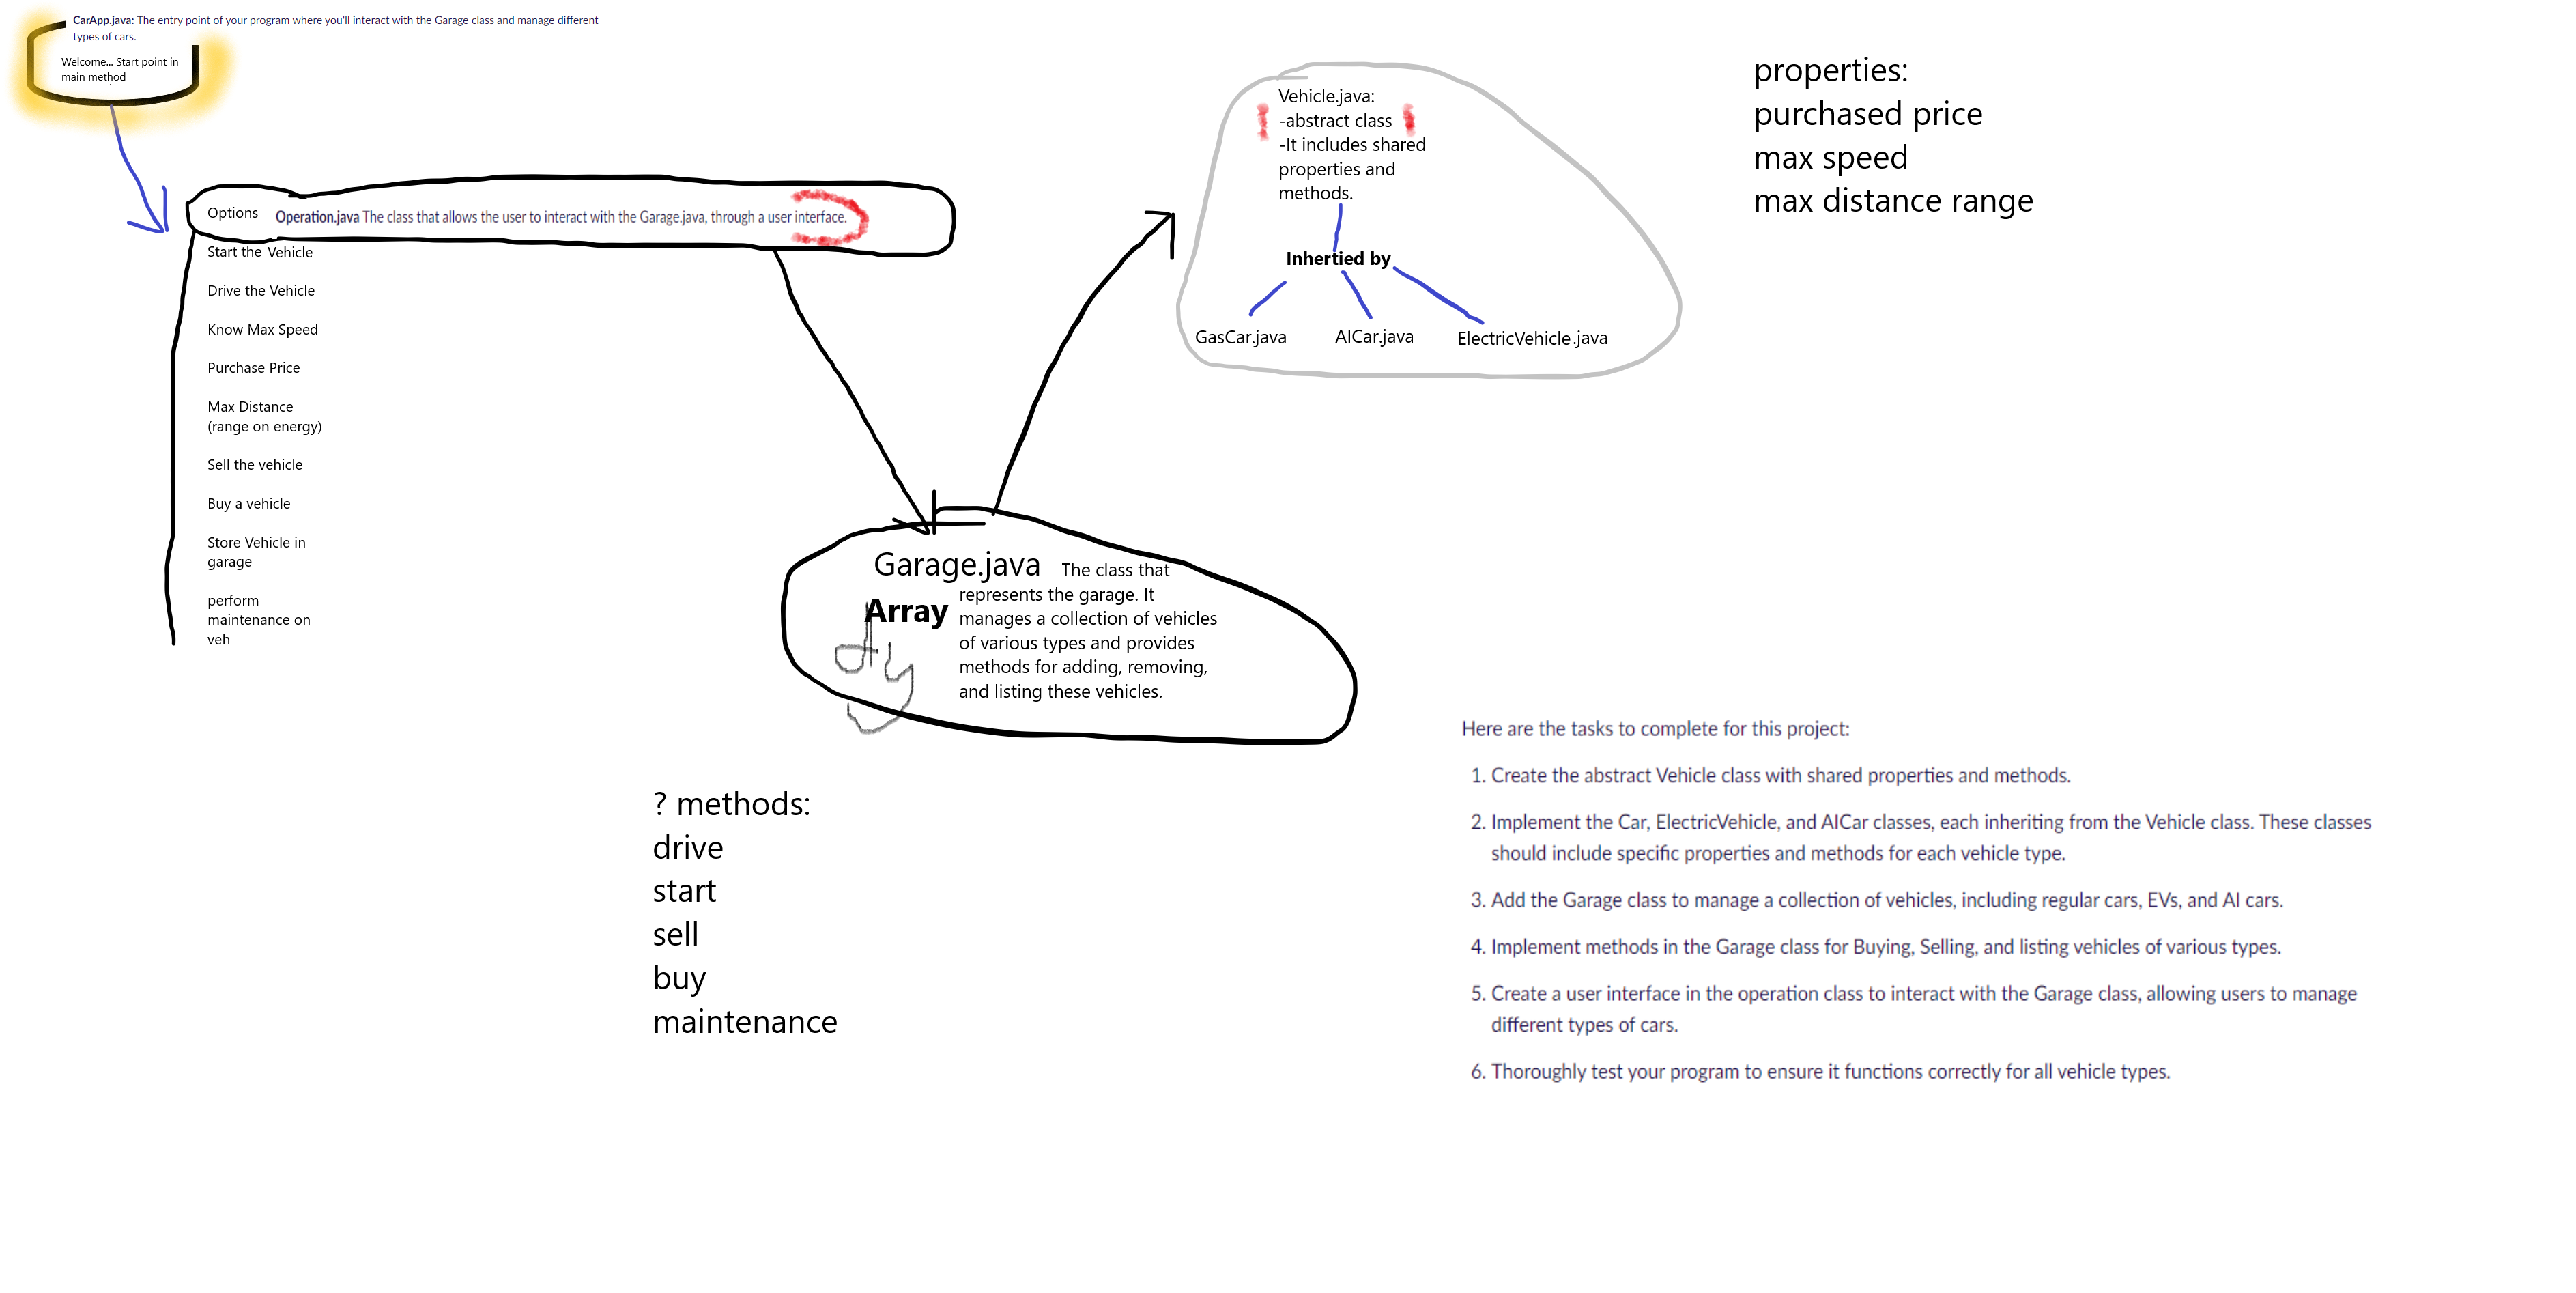 CarApp.java: The entry point of your program where you'll interact with the Garage class and manage different
types of cars.
Welcome... Start point in
main method
Options
Operation.java The class that allows the user to interact with the Garage.java, through a user interface.
Start the Vehicle
Drive the Vehicle
Know Max Speed
Purchase Price
Max Distance
(range on energy)
Sell the vehicle
Buy a vehicle
Store Vehicle in
garage
perform
maintenance on
veh
Vehicle.java:
-abstract class
-It includes shared
properties and
methods.
Inhertied by
GasCar.java
AICar.java
ElectricVehicle.java
properties:
purchased price
max speed
max distance range
Garage.java
Array
The class that
represents the garage. It
manages a collection of vehicles
of various types and provides
methods for adding, removing,
and listing these vehicles.
? methods:
drive
start
sell
buy
maintenance
Here are the tasks to complete for this project:
1. Create the abstract Vehicle class with shared properties and methods.
2. Implement the Car, ElectricVehicle, and AICar classes, each inheriting from the Vehicle class. These classes
should include specific properties and methods for each vehicle type.
3. Add the Garage class to manage a collection of vehicles, including regular cars, EVs, and AI cars.
4. Implement methods in the Garage class for Buying, Selling, and listing vehicles of various types.
5. Create a user interface in the operation class to interact with the Garage class, allowing users to manage
different types of cars.
6. Thoroughly test your program to ensure it functions correctly for all vehicle types.